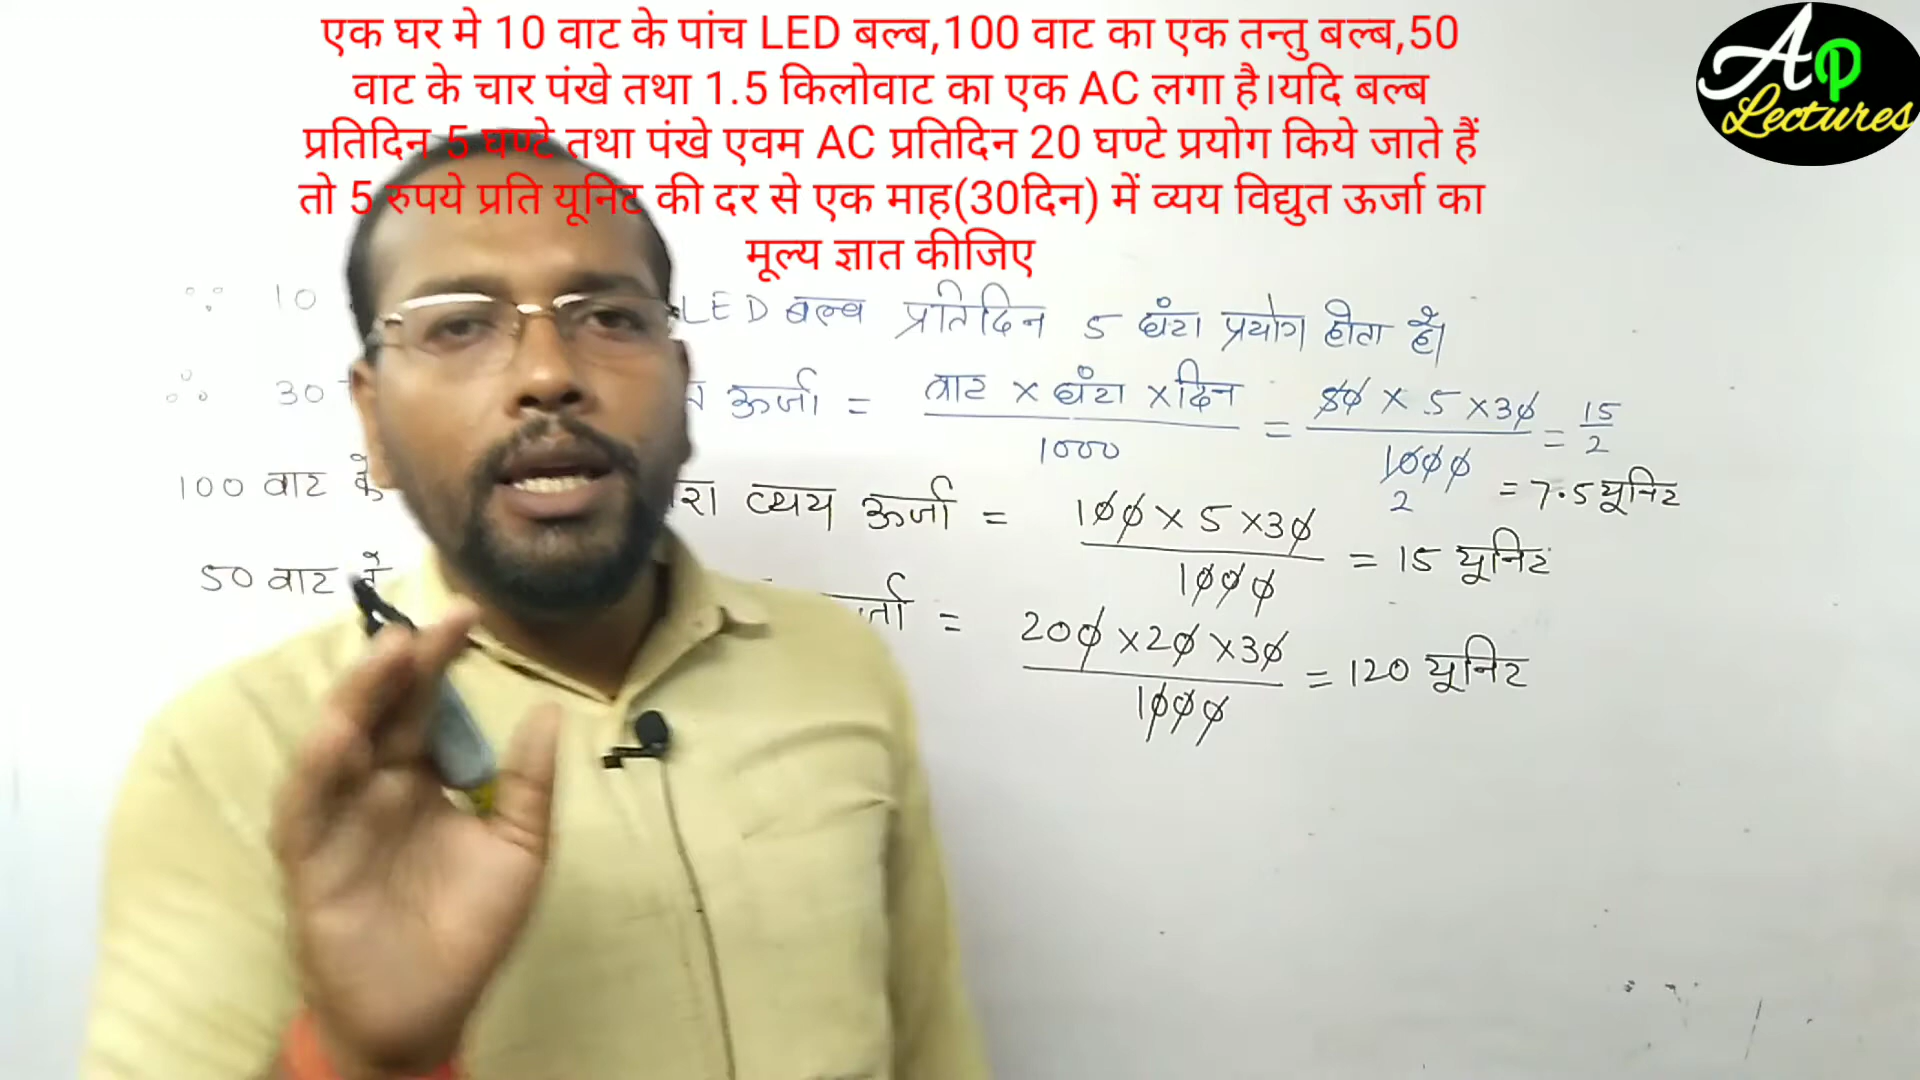 एक घर मे 10 वाट के पांच LED बल्ब,100 वाट का एक तन्तु बल्ब,50
वाट के चार पंखे तथा 1.5 किलोवाट का एक AC लगा है।यदि बल्ब
प्रतिदिन 5 घण्टे तथा पंखे एवम AC प्रतिदिन 20 घण्टे प्रयोग किये जाते हैं
तो 5 रुपये प्रति यूनिट की दर से एक माह(30दिन) में व्यय विद्युत ऊर्जा का
मूल्य ज्ञात कीजिए
Ap
Lectures
∵ 10 LED बल्ब प्रतिदिन 5 घंटा प्रयोग होता है।
∴ 30 ऊर्जा = वाट × घंटा × दिन / 1000 = 50 × 5 × 30 / 1000 = 15/2
2 = 7.5 यूनिट
100 वाट के व्यय ऊर्जा = 100 × 5 × 30 / 1000 = 15 यूनिट
50 वाट = 200 × 20 × 30 / 1000 = 120 यूनिट